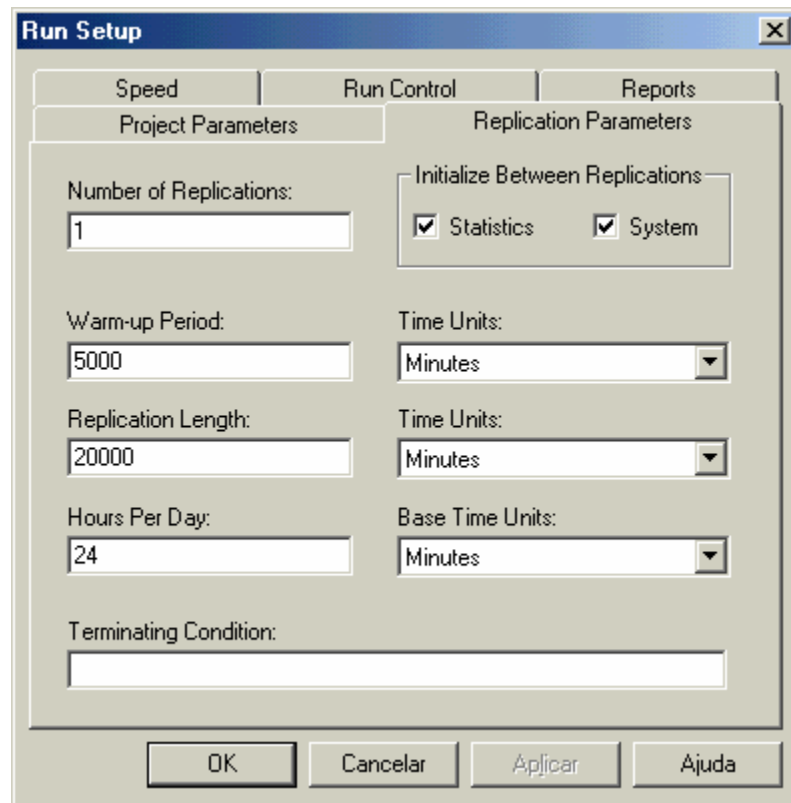 Run Setup
Speed Run Control Reports
Project Parameters Replication Parameters
Number of Replications:
1
Initialize Between Replications
Statistics System
Warm-up Period: Time Units:
5000 Minutes
Replication Length: Time Units:
20000 Minutes
Hours Per Day: Base Time Units:
24 Minutes
Terminating Condition:
OK Cancelar Aplicar Ajuda